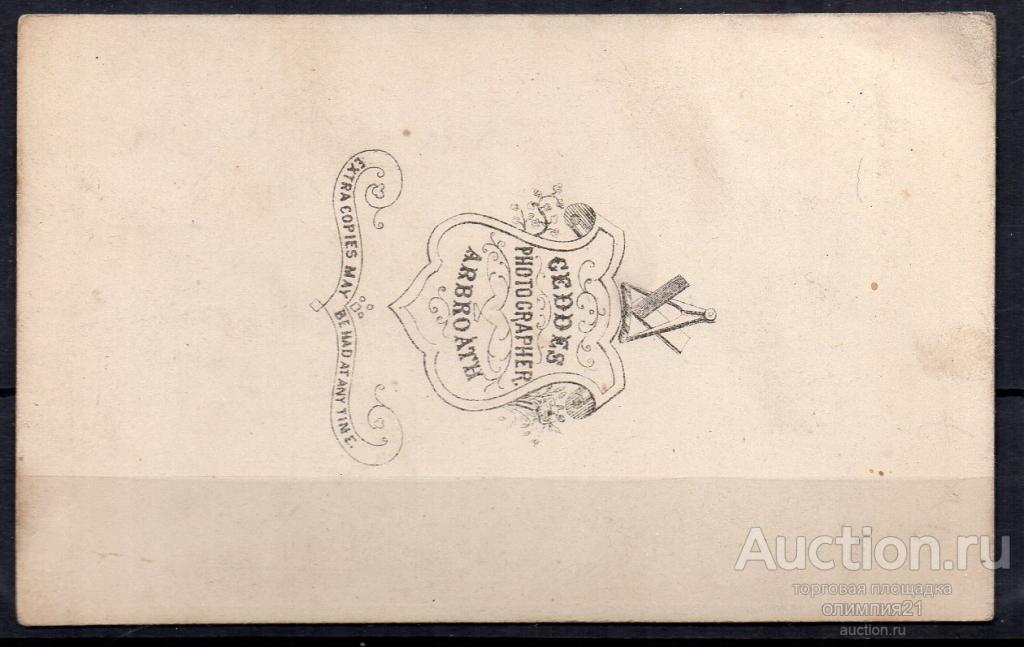 GEDDES
PHOTOGRAPHER.
ARBROATH
EXTRA COPIES MAY BE HAD AT ANY TIME.
Auction.ru
торговая площадка
олимпия21
auction.ru